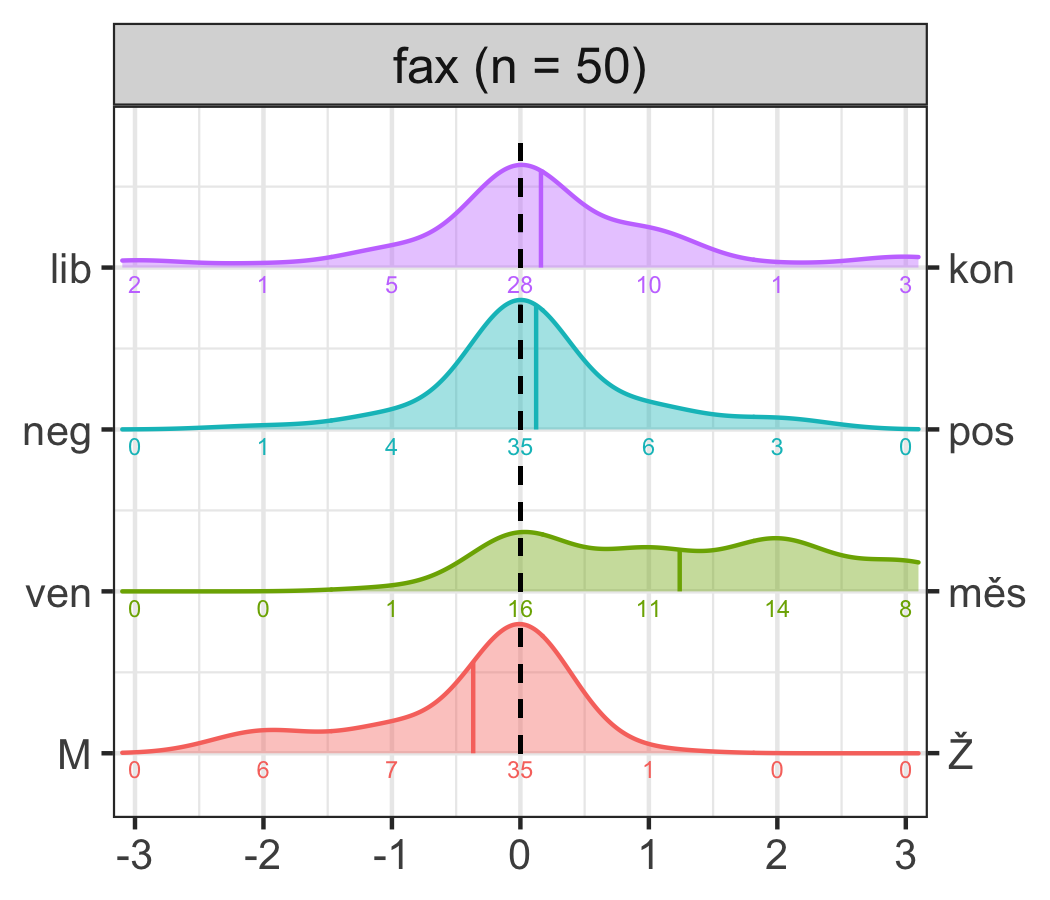 fax (n = 50)
lib kon
2 1 5 28 10 1 3
neg pos
0 1 4 35 6 3 0
ven měs
0 0 1 16 11 14 8
M Ž
0 6 7 35 1 0 0
-3 -2 -1 0 1 2 3